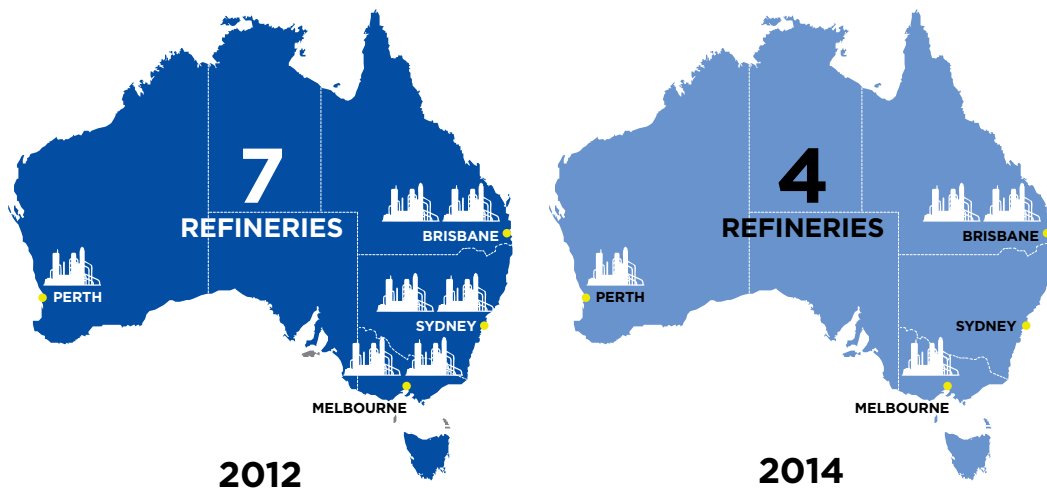 7
REFINERIES
BRISBANE
PERTH
SYDNEY
MELBOURNE
2012
4
REFINERIES
BRISBANE
PERTH
SYDNEY
MELBOURNE
2014